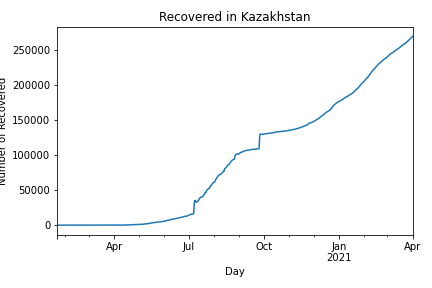 Recovered in Kazakhstan
Number of Recovered
250000
200000
150000
100000
50000
0
Apr Jul Oct Jan Apr
2021
Day